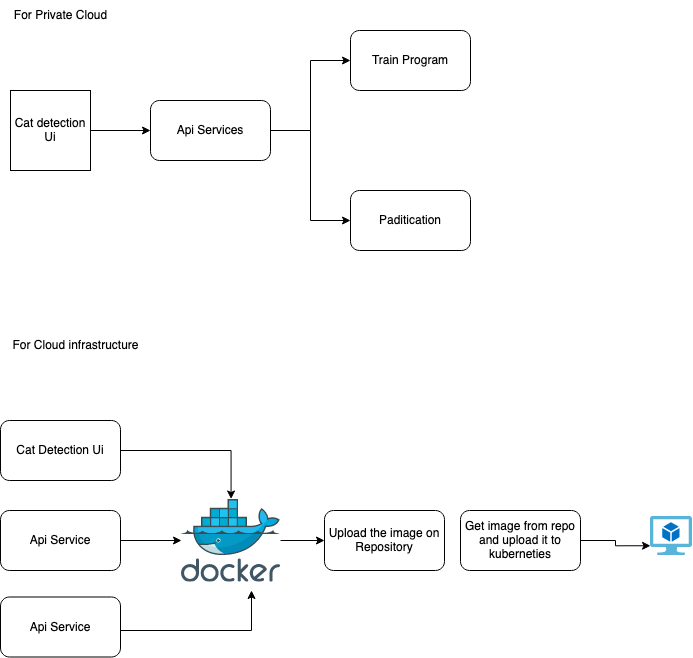 For Private Cloud
Train Program
Cat detection
Ui
Api Services
Paditication
For Cloud infrastructure
Cat Detection Ui
Api Service
docker
Upload the image on
Repository
Get image from repo
and upload it to
kuberneties
Api Service